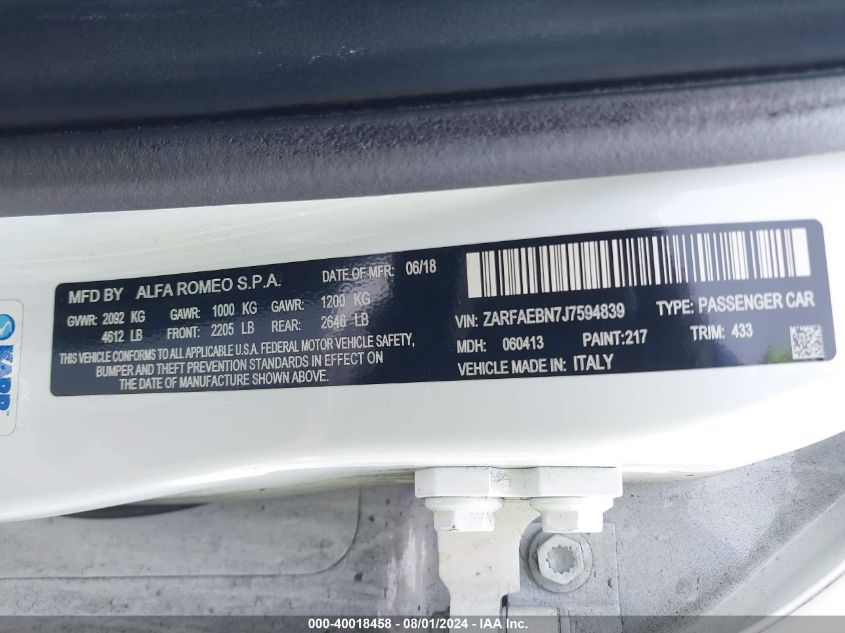 MFD BY ALFA ROMEO S.P.A. DATE OF MFR: 06/18
GVWR: 2092 KG GAWR: 1000 KG GAWR: 1200 KG
4612 LB FRONT: 2205 LB REAR: 2646 LB
THIS VEHICLE CONFORMS TO ALL APPLICABLE U.S.A. FEDERAL MOTOR VEHICLE SAFETY,
BUMPER AND THEFT PREVENTION STANDARDS IN EFFECT ON
THE DATE OF MANUFACTURE SHOWN ABOVE.
VIN: ZARFAEBN7J7594839 TYPE: PASSENGER CAR
MDH: 060413 PAINT:217 TRIM: 433
VEHICLE MADE IN: ITALY
000-40018458 - 08/01/2024 - IAA Inc.